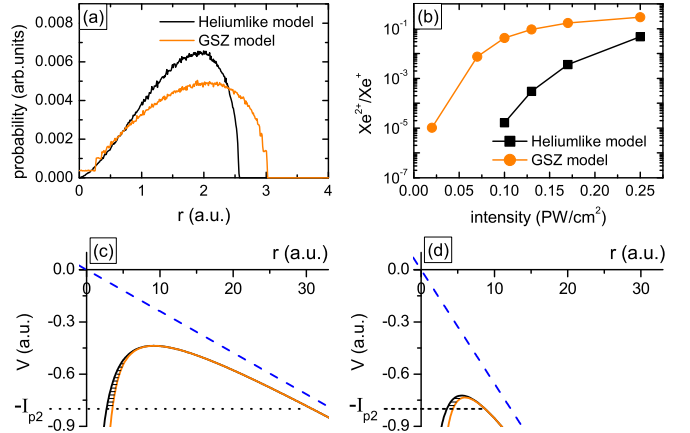 (a)
Heliumlike model
GSZ model
probability (arb.units)
0.008
0.006
0.004
0.002
0.000
0 1 2 3 4
r (a.u.)
(b)
Xe2+/Xe+
10-1
10-3
10-5
10-7
Heliumlike model
GSZ model
0.00 0.05 0.10 0.15 0.20 0.25
intensity (PW/cm2)
(c)
r (a.u.)
0 10 20 30
V (a.u.)
0.0
-0.3
-0.6
-0.9
-Ip2
(d)
r (a.u.)
0 10 20 30
V (a.u.)
0.0
-0.3
-0.6
-0.9
-Ip2